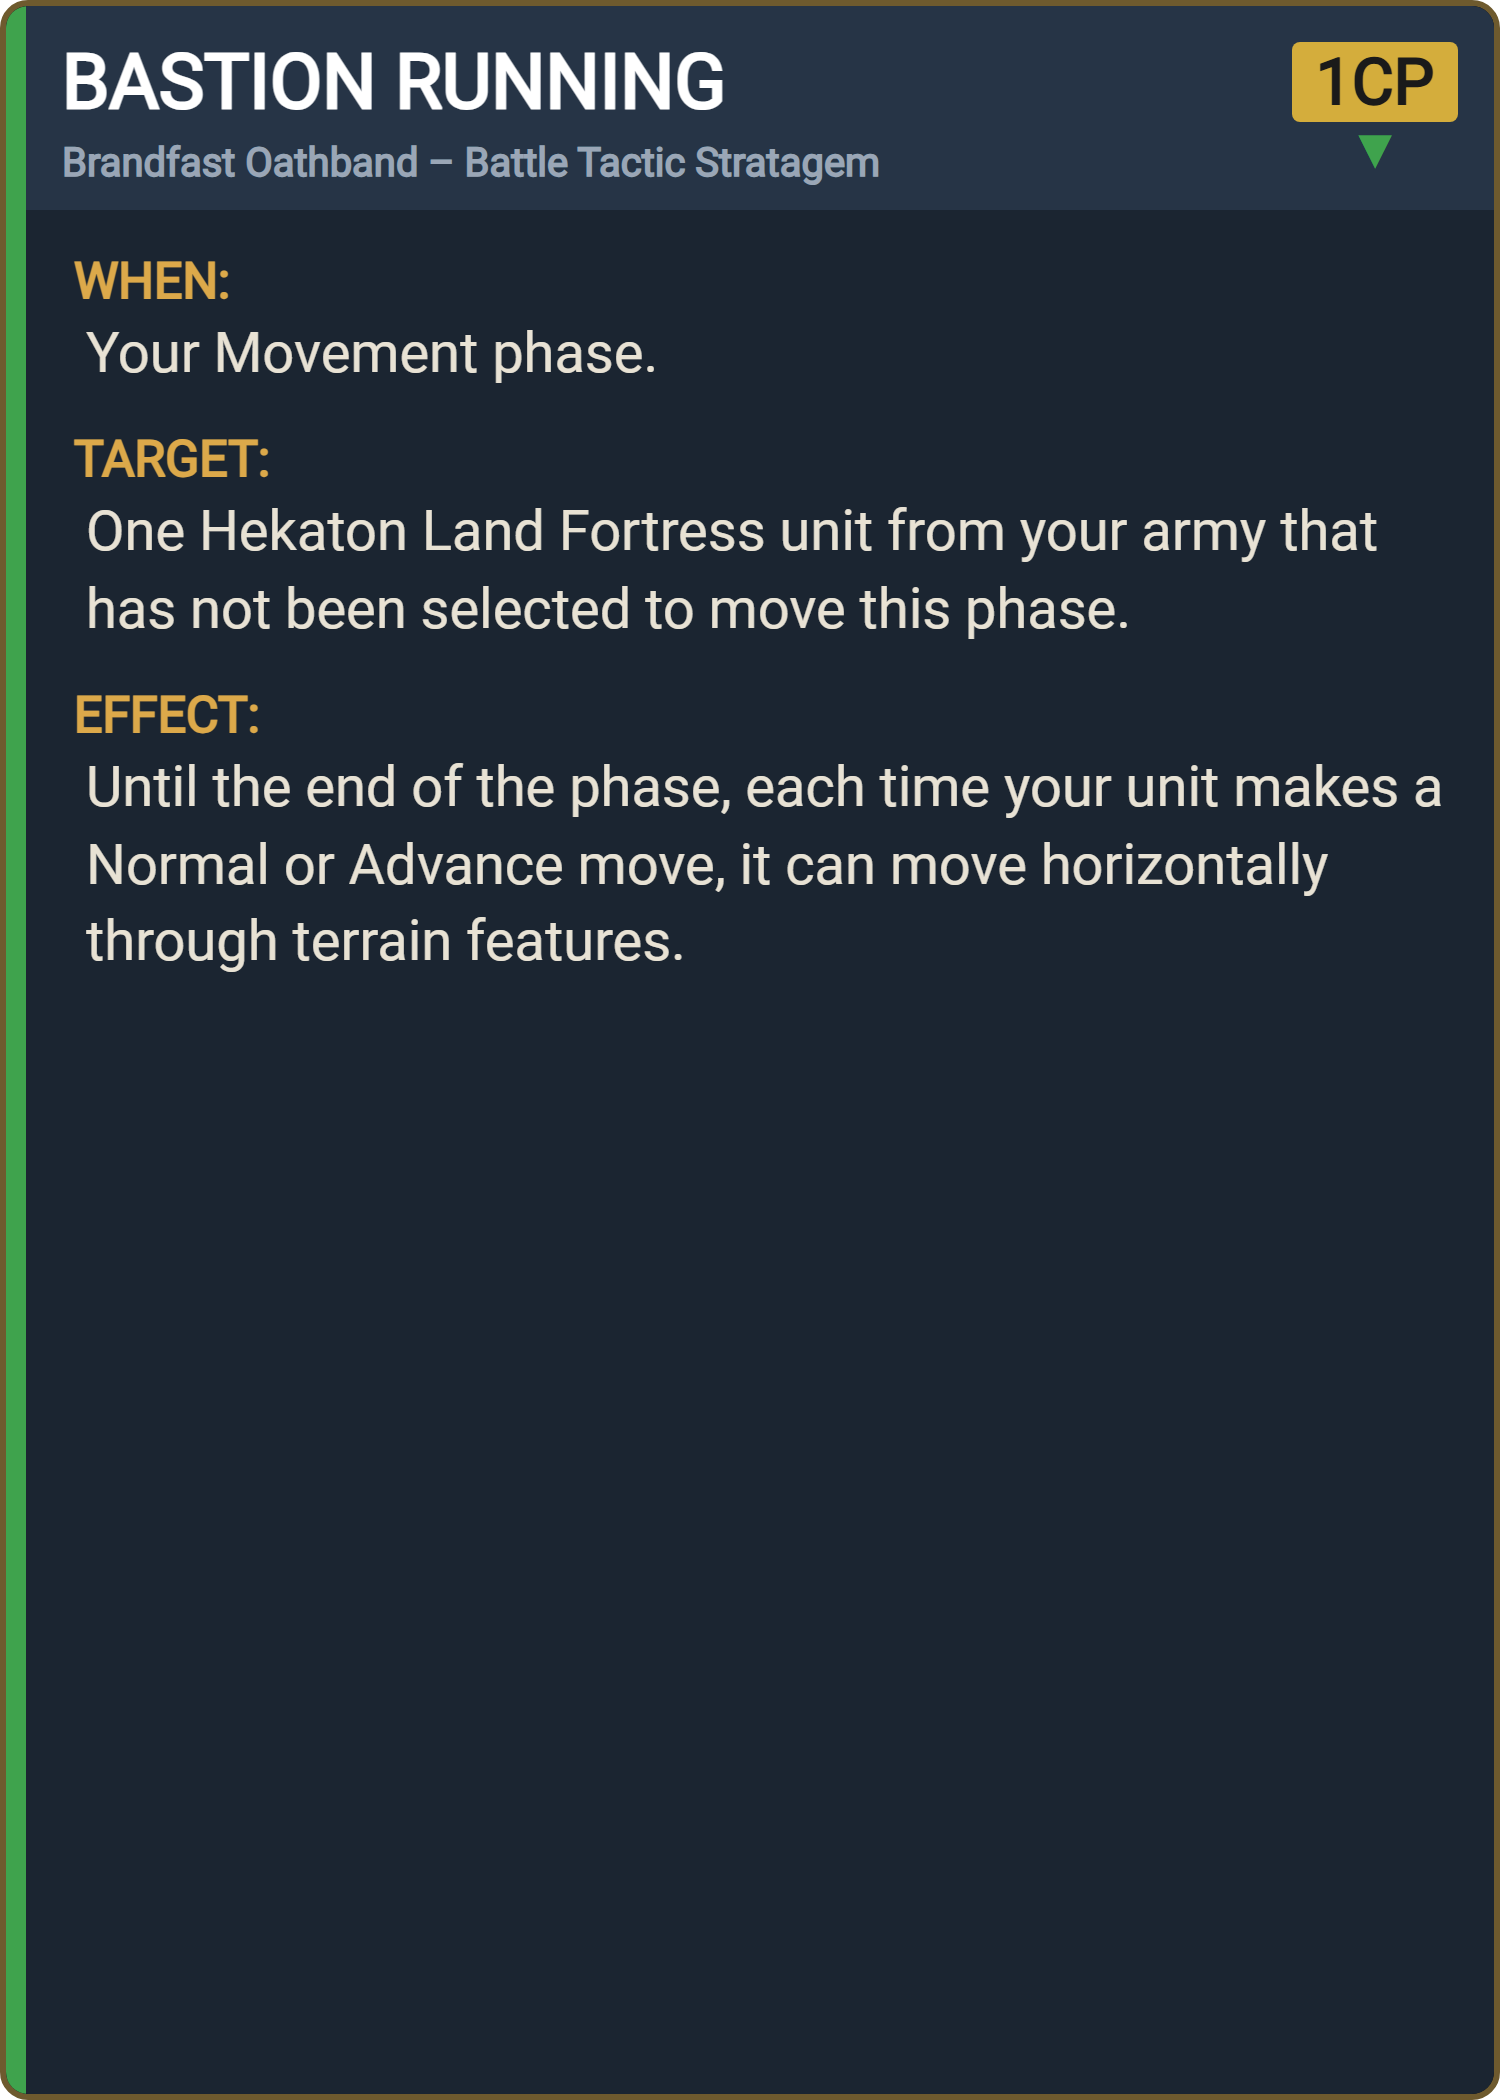 BASTION RUNNING
1CP
Brandfast Oathband – Battle Tactic Stratagem
WHEN:
Your Movement phase.
TARGET:
One Hekaton Land Fortress unit from your army that
has not been selected to move this phase.
EFFECT:
Until the end of the phase, each time your unit makes a
Normal or Advance move, it can move horizontally
through terrain features.